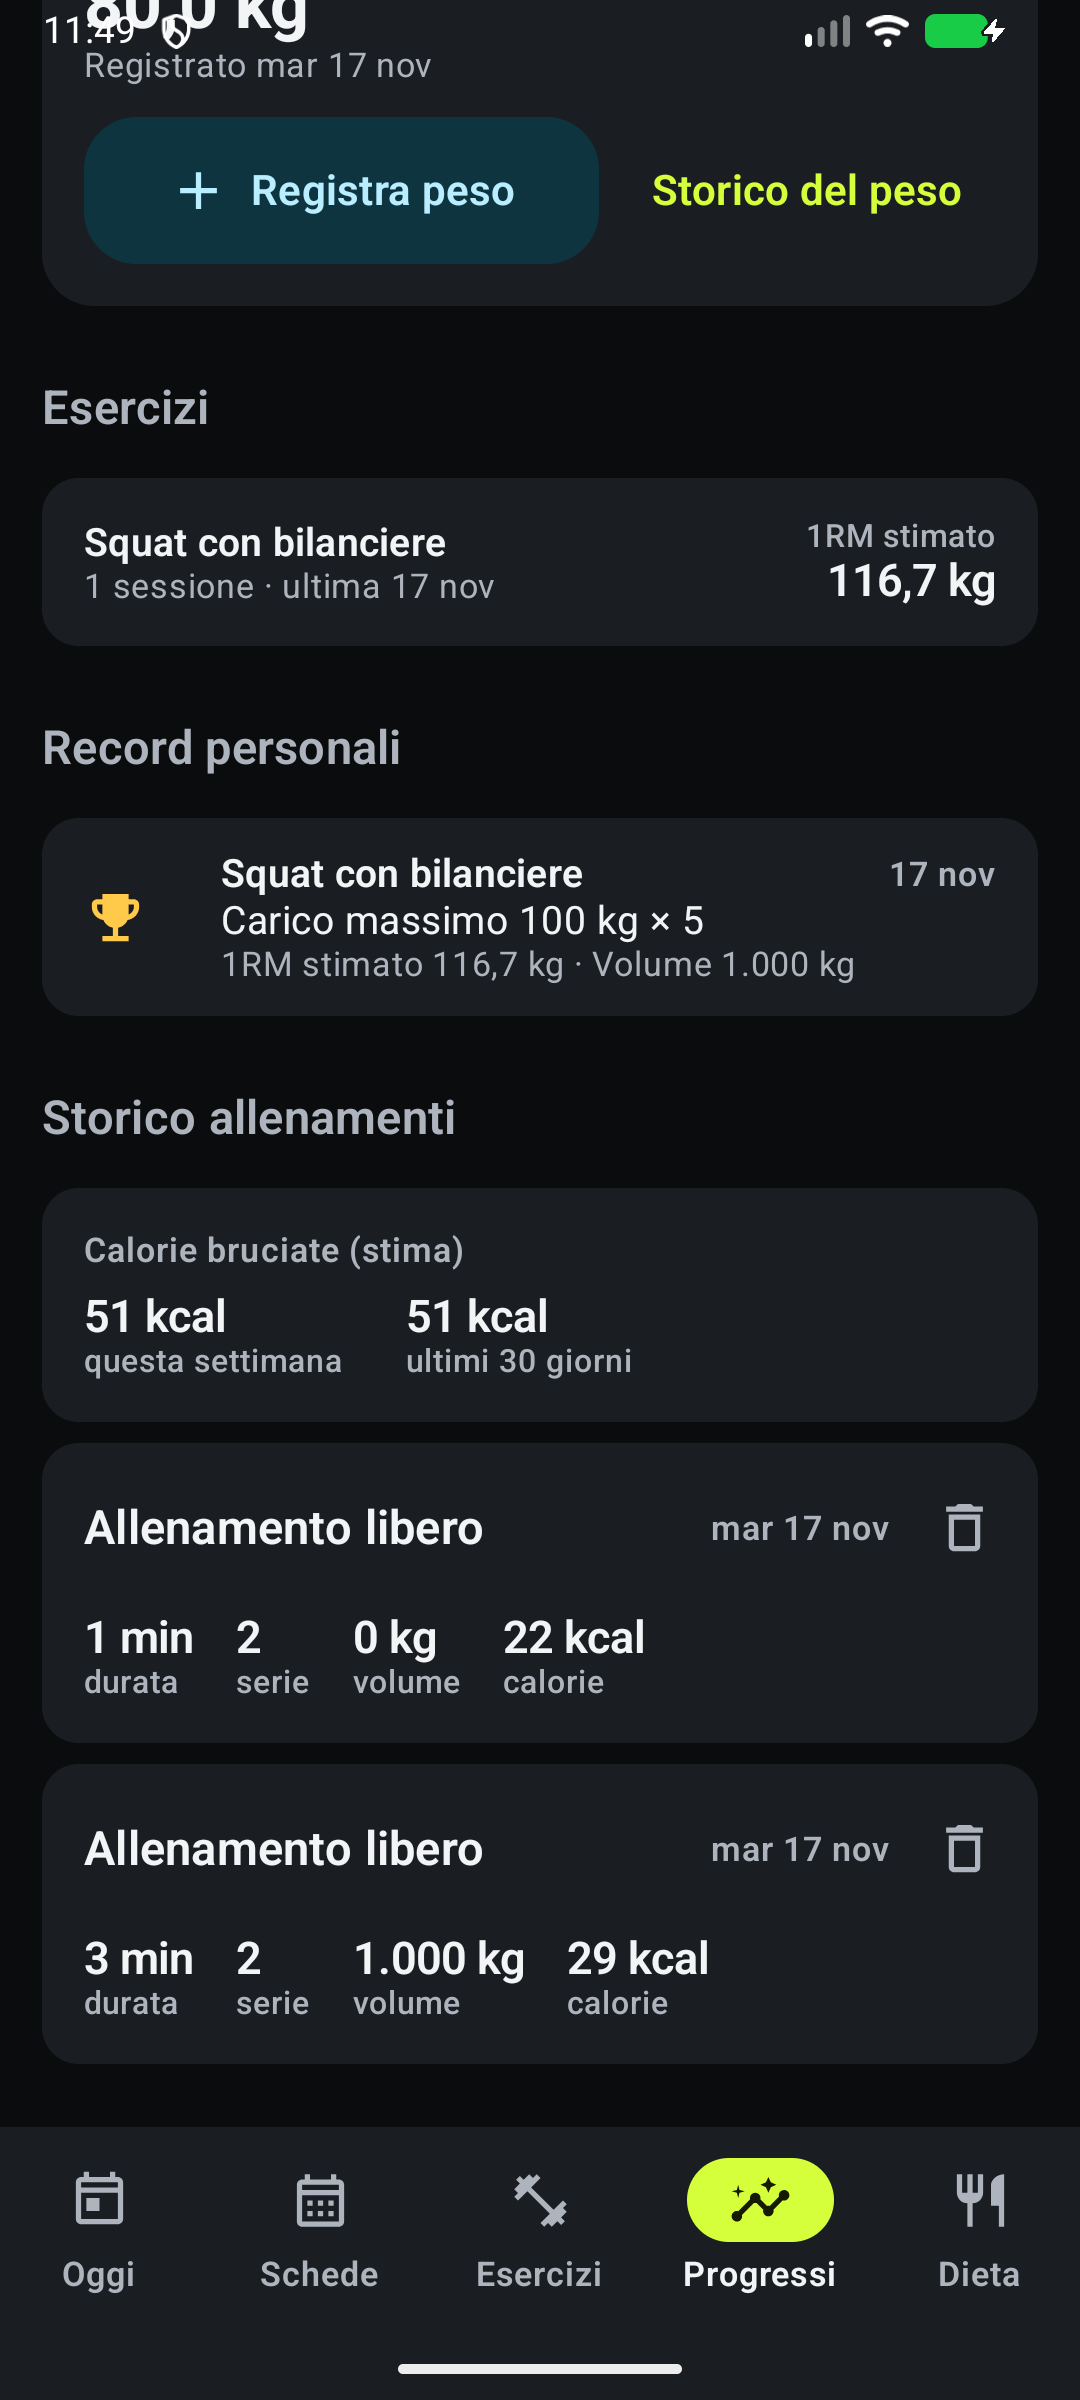 80,0 kg
11:49
Registrato mar 17 nov
Registra peso
Storico del peso
Esercizi
Squat con bilanciere
1RM stimato
1 sessione · ultima 17 nov
116,7 kg
Record personali
Squat con bilanciere
17 nov
Carico massimo 100 kg × 5
1RM stimato 116,7 kg · Volume 1.000 kg
Storico allenamenti
Calorie bruciate (stima)
51 kcal
questa settimana
51 kcal
ultimi 30 giorni
Allenamento libero
mar 17 nov
1 min
durata
2
serie
0 kg
volume
22 kcal
calorie
Allenamento libero
mar 17 nov
3 min
durata
2
serie
1.000 kg
volume
29 kcal
calorie
Oggi
Schede
Esercizi
Progressi
Dieta